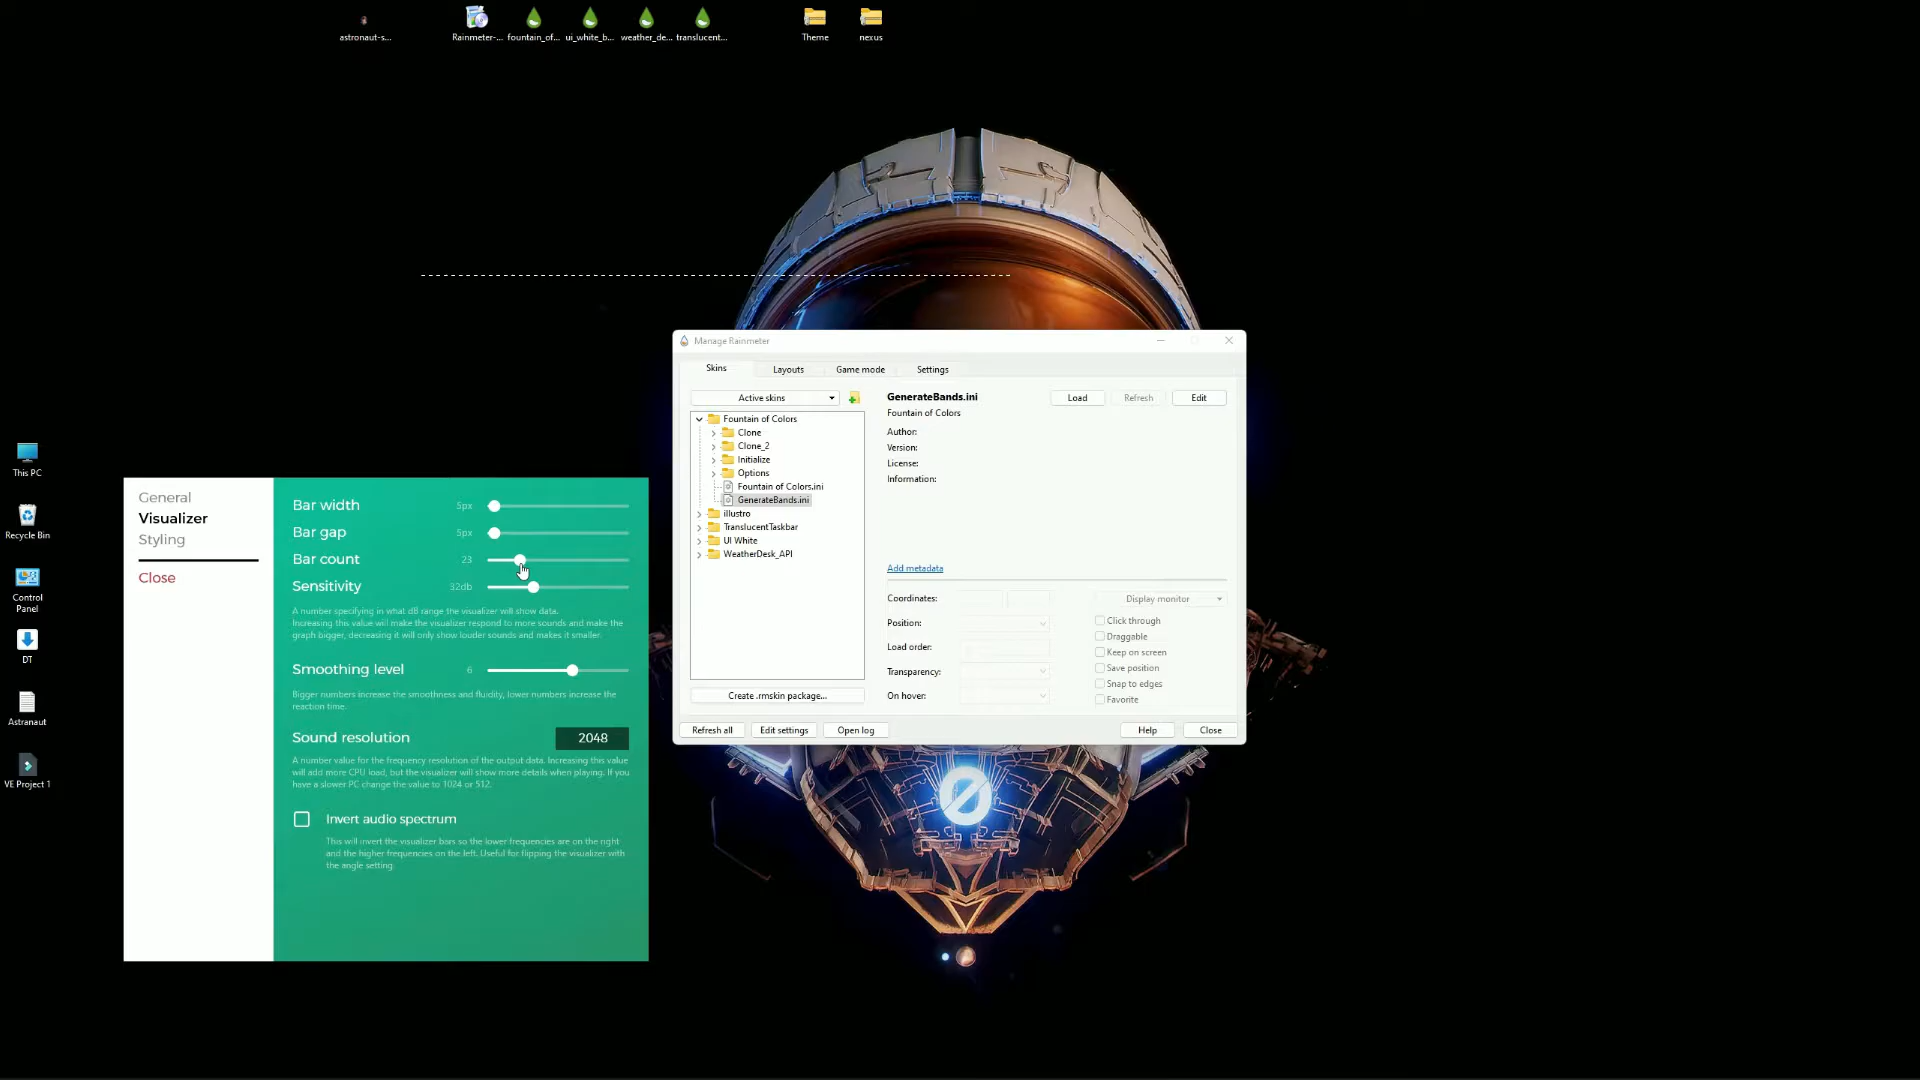 astronaut-s...
Rainmeter-...
fountain_of...
ui_white_b...
weather_de...
translucent...
Theme
nexus
This PC
Recycle Bin
Control
Panel
DT
Astranaut
VE Project 1
General
Visualizer
Styling
Close
Bar width 5px
Bar gap 5px
Bar count 23
Sensitivity 32db
A number specifying in what dB range the visualizer will show data.
Increasing this value will make the visualizer respond to more sounds and make the
graph bigger, decreasing it will only show louder sounds and makes it smaller.
Smoothing level 6
Bigger numbers increase the smoothness and fluidity, lower numbers increase the
reaction time.
Sound resolution 2048
A number value for the frequency resolution of the output data. Increasing this value
will add more CPU load, but the visualizer will show more details when playing. If you
have a slower PC change the value to 1024 or 512.
Invert audio spectrum
This will invert the visualizer bars so the lower frequencies are on the right
and the higher frequencies on the left. Useful for flipping the visualizer with
the angle setting.
Manage Rainmeter
Skins
Layouts
Game mode
Settings
Active skins
Fountain of Colors
Clone
Clone_2
Initialize
Options
Fountain of Colors.ini
GenerateBands.ini
illustro
TranslucentTaskbar
UI White
WeatherDesk_API
Create .rmskin package...
GenerateBands.ini
Load
Refresh
Edit
Fountain of Colors
Author:
Version:
License:
Information:
Add metadata
Coordinates:
Display monitor
Position:
Load order:
Transparency:
On hover:
Click through
Draggable
Keep on screen
Save position
Snap to edges
Favorite
Refresh all
Edit settings
Open log
Help
Close